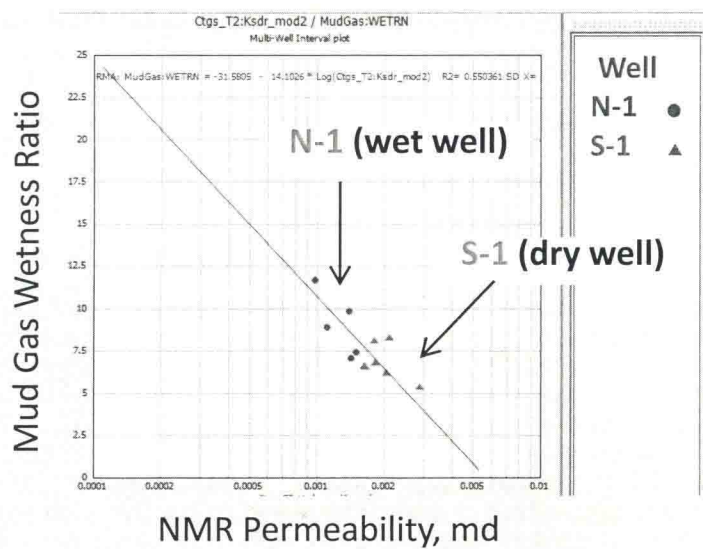 Ctgs_T2:Ksdr_mod2 / MudGas:WETRN
Multi-Well Interval plot
RMA: MudGas:WETRN = -31.5805 - 14.1026 * Log(Ctgs_T2:Ksdr_mod2) R2= 0.550361 SD X=
25
22.5
20
17.5
15
12.5
10
7.5
5
2.5
0
0.0001
0.0002
0.0005
0.001
0.002
0.005
0.01
Mud Gas Wetness Ratio
NMR Permeability, md
N-1 (wet well)
S-1 (dry well)
Well
N-1
S-1